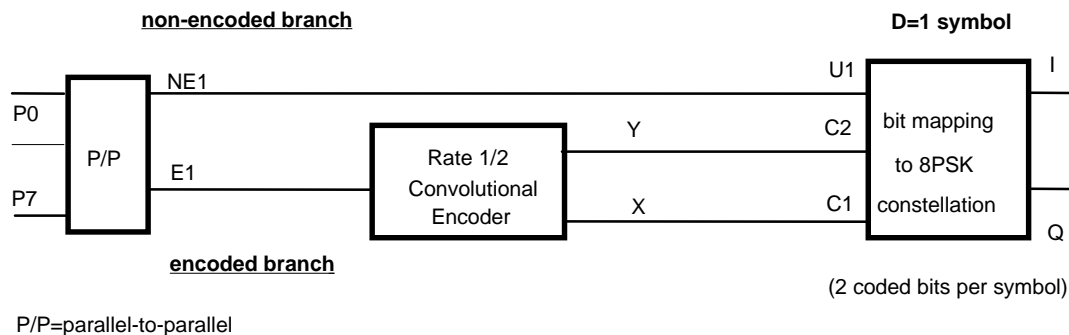 non-encoded branch
D=1 symbol
NE1
U1
I
P0
P/P
Y
C2
bit mapping
to 8PSK
constellation
E1
Rate 1/2
Convolutional
Encoder
P7
X
C1
Q
encoded branch
(2 coded bits per symbol)
P/P=parallel-to-parallel